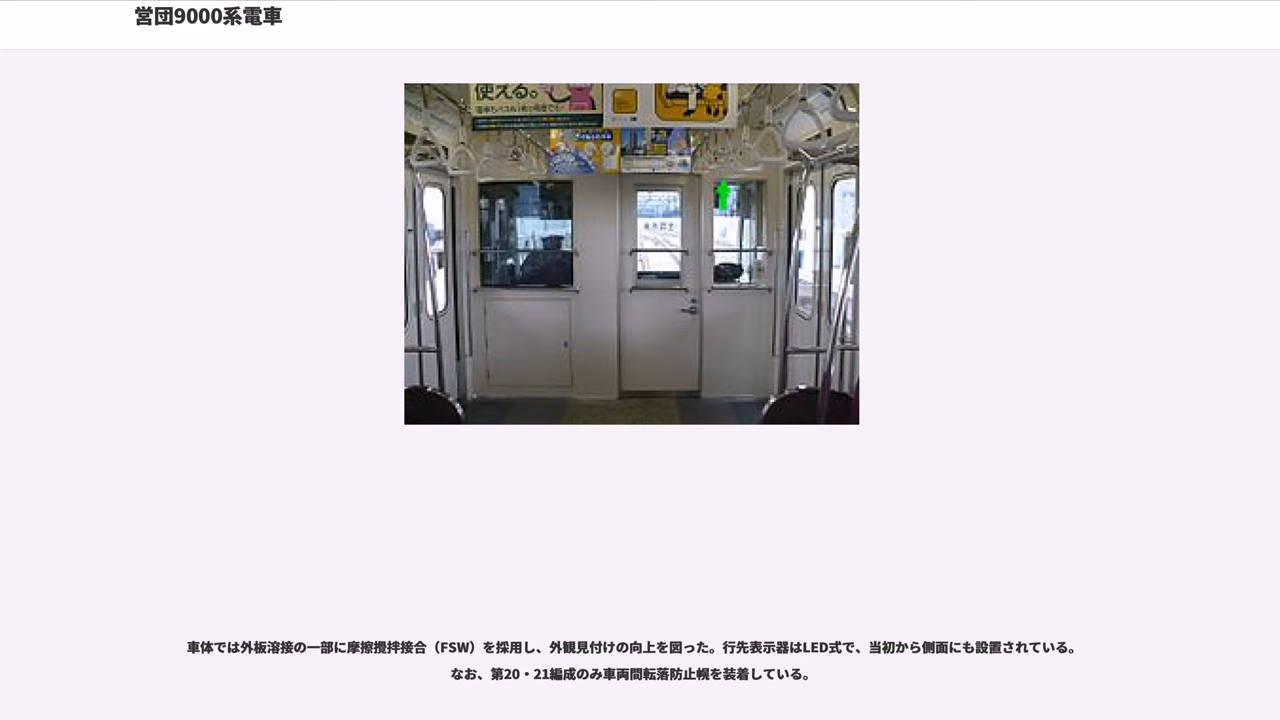 営団9000系電車
使える。
車体では外板溶接の一部に摩擦攪拌接合（FSW）を採用し、外観見付けの向上を図った。行先表示器はLED式で、当初から側面にも設置されている。
なお、第20・21編成のみ車両間転落防止幌を装着している。